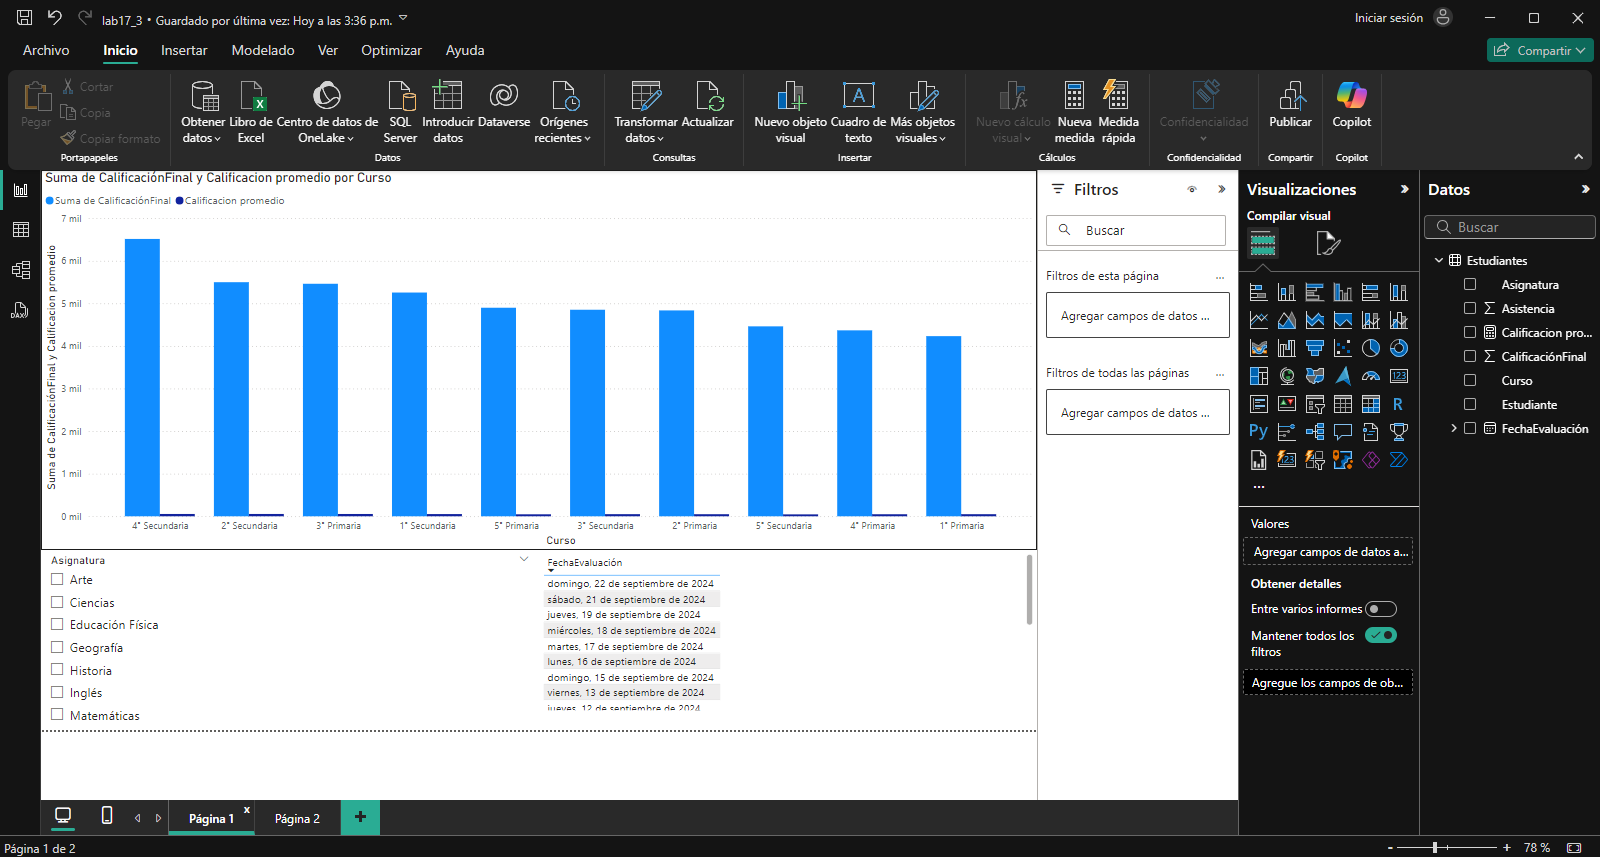 lab17_3 • Guardado por última vez: Hoy a las 3:36 p.m.
Iniciar sesión
Archivo Inicio Insertar Modelado Ver Optimizar Ayuda
Compartir
Pegar
Cortar
Copia
Copiar formato
Portapapeles
Obtener datos
Libro de Excel
Centro de datos de OneLake
SQL Server
Introducir datos
Dataverse
Orígenes recientes
Datos
Transformar datos
Actualizar
Consultas
Nuevo objeto visual
Cuadro de texto
Más objetos visuales
Insertar
Nuevo cálculo visual
Nueva medida
Medida rápida
Cálculos
Confidencialidad
Confidencialidad
Publicar
Compartir
Copilot
Copilot
Suma de CalificaciónFinal y Calificacion promedio por Curso
Suma de CalificaciónFinal Calificacion promedio
Suma de CalificaciónFinal y Calificacion promedio
7 mil
6 mil
5 mil
4 mil
3 mil
2 mil
1 mil
0 mil
4° Secundaria 2° Secundaria 3° Primaria 1° Secundaria 5° Primaria 3° Secundaria 2° Primaria 5° Secundaria 4° Primaria 1° Primaria
Curso
Asignatura
Arte
Ciencias
Educación Física
Geografía
Historia
Inglés
Matemáticas
FechaEvaluación
domingo, 22 de septiembre de 2024
sábado, 21 de septiembre de 2024
jueves, 19 de septiembre de 2024
miércoles, 18 de septiembre de 2024
martes, 17 de septiembre de 2024
lunes, 16 de septiembre de 2024
domingo, 15 de septiembre de 2024
viernes, 13 de septiembre de 2024
jueves, 12 de septiembre de 2024
Filtros
Buscar
Filtros de esta página ...
Agregar campos de datos ...
Filtros de todas las páginas ...
Agregar campos de datos ...
Visualizaciones
Compilar visual
123
R
Py
123
...
Valores
Agregar campos de datos a...
Obtener detalles
Entre varios informes
Mantener todos los filtros
Agregue los campos de ob...
Datos
Buscar
Estudiantes
Asignatura
Asistencia
Calificacion pro...
CalificaciónFinal
Curso
Estudiante
FechaEvaluación
DAX
Página 1 x
Página 2
+
Página 1 de 2
- + 78 %